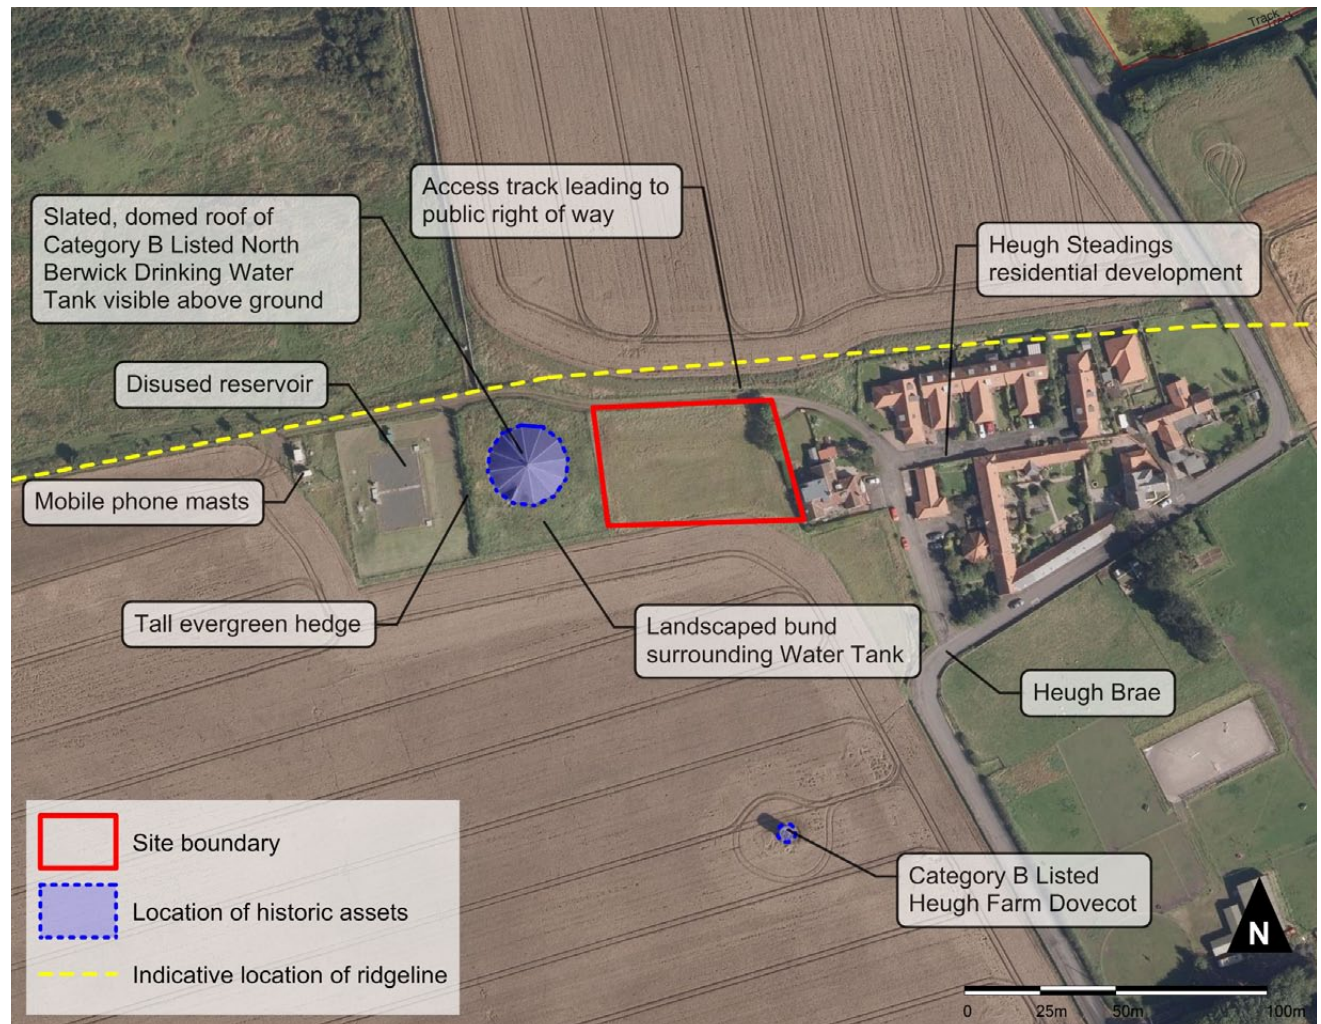 Track
Track
Access track leading to
public right of way
Slated, domed roof of
Category B Listed North
Berwick Drinking Water
Tank visible above ground
Heugh Steadings
residential development
Disused reservoir
Mobile phone masts
Tall evergreen hedge
Landscaped bund
surrounding Water Tank
Heugh Brae
Category B Listed
Heugh Farm Dovecot
Site boundary
Location of historic assets
Indicative location of ridgeline
N
0 25m 50m 100m